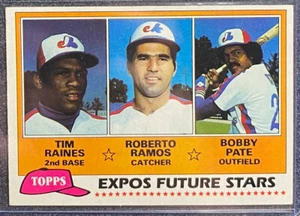 TIM RAINES
2nd BASE
ROBERTO RAMOS
CATCHER
BOBBY PATE
OUTFIELD
TOPPS
EXPOS FUTURE STARS